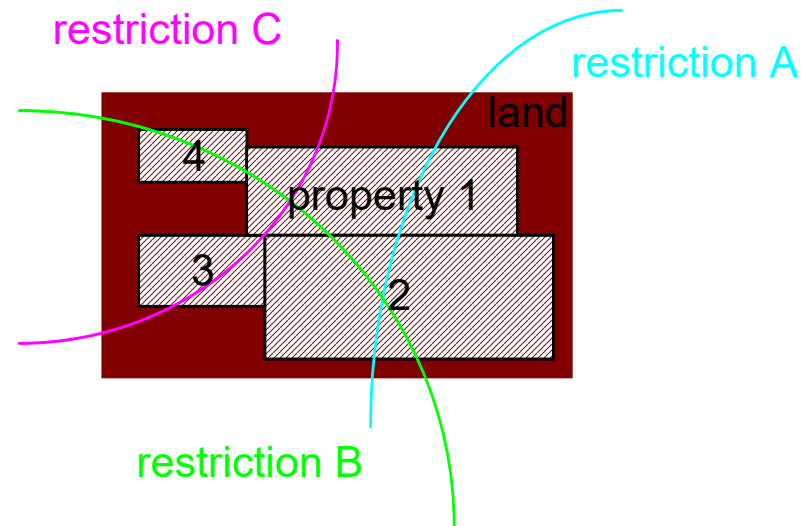 restriction C
restriction A
land
4
property 1
3
2
restriction B